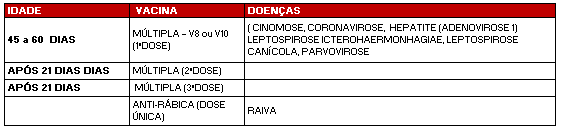 IDADE VACINA DOENÇAS
45 a 60 DIAS MÚLTIPLA – V8 ou V10 (1ªDOSE) ( CINOMOSE, CORONAVIROSE, HEPATITE (ADENOVIROSE 1) LEPTOSPIROSE ICTEROHAERMONHAGIAE, LEPTOSPIROSE CANÍCOLA, PARVOVIROSE
APÓS 21 DIAS DIAS MÚLTIPLA (2ªDOSE)
APÓS 21 DIAS MÚLTIPLA (3ªDOSE)
ANTI-RÁBICA (DOSE ÚNICA) RAIVA